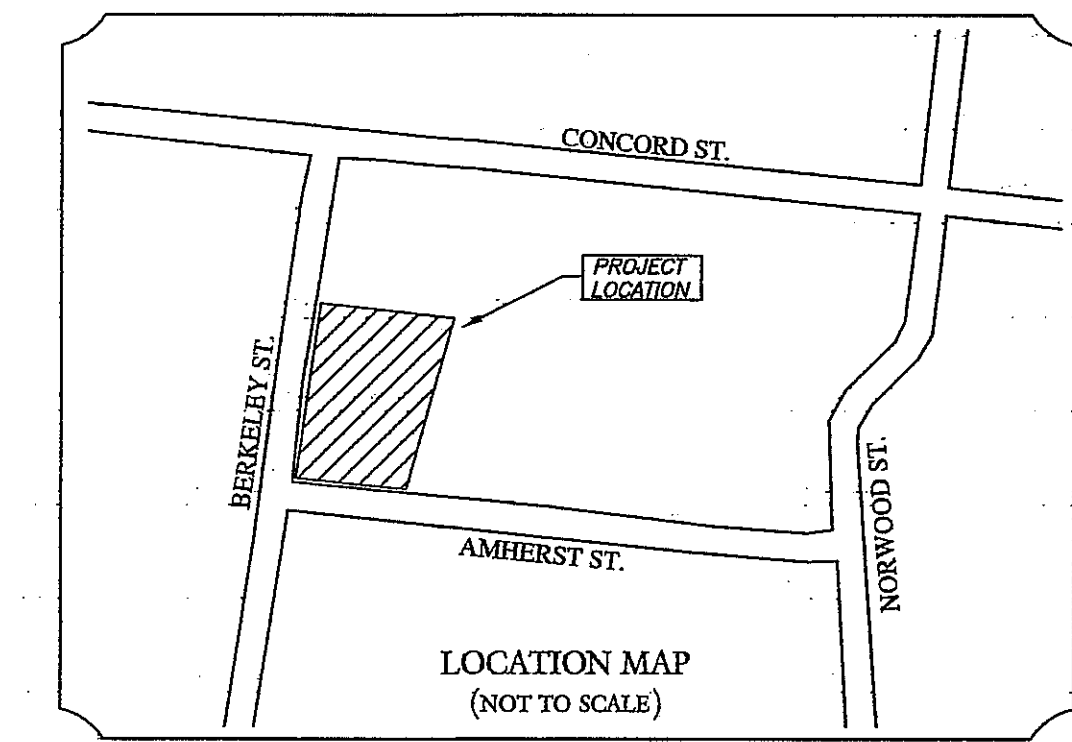 CONCORD ST.
PROJECT
LOCATION
BERKELEY ST.
NORWOOD ST.
AMHERST ST.
LOCATION MAP
(NOT TO SCALE)